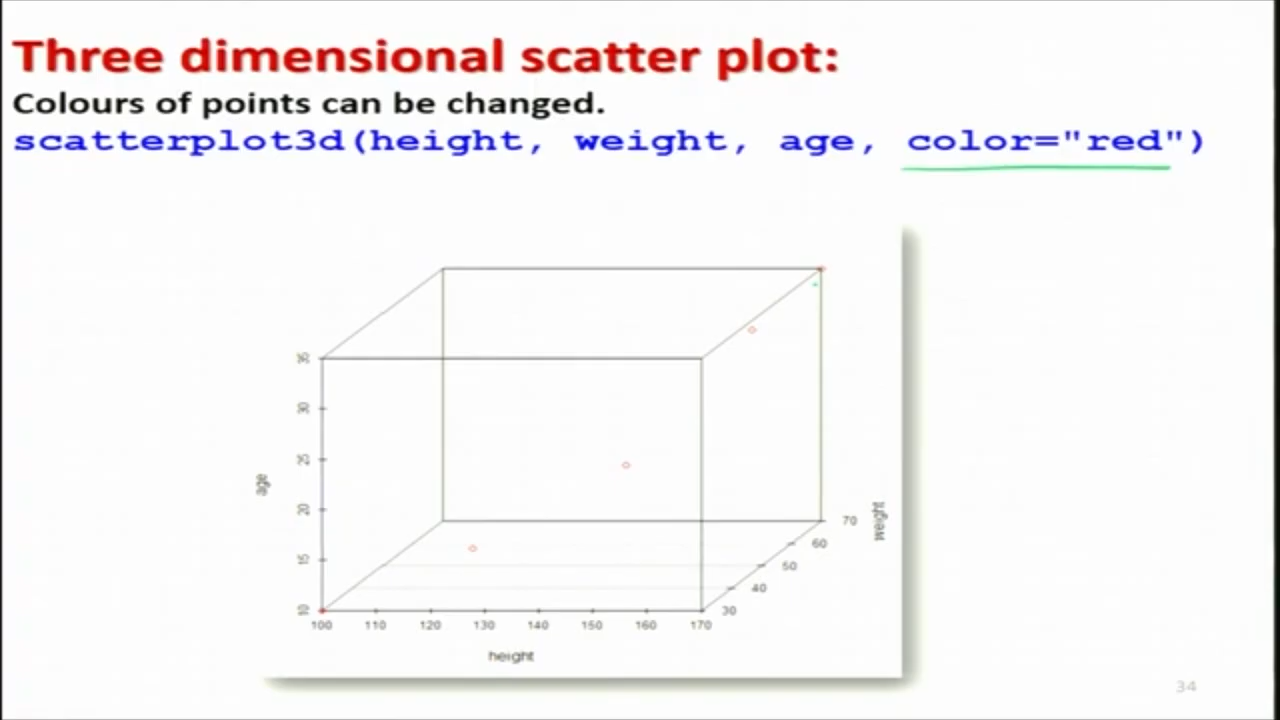 Three dimensional scatter plot:
Colours of points can be changed.
scatterplot3d(height, weight, age, color="red")
35
30
25
20
15
10
age
100 110 120 130 140 150 160 170
height
30
40
50
60
70
weight
34